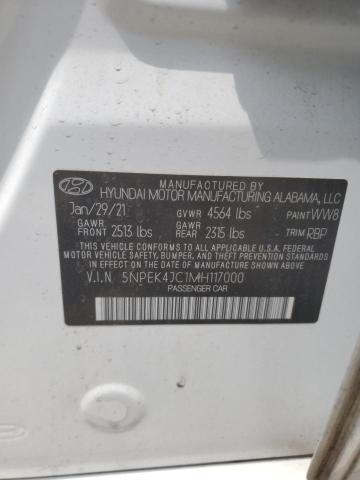 MANUFACTURED BY
HYUNDAI MOTOR MANUFACTURING ALABAMA, LLC
Jan/29/21 GVWR 4564 lbs PAINT WW8
GAWR FRONT 2513 lbs GAWR REAR 2315 lbs TRIM RBP
THIS VEHICLE CONFORMS TO ALL APPLICABLE FEDERAL
MOTOR VEHICLE SAFETY, BUMPER, AND THEFT PREVENTION
STANDARDS IN EFFECT ON THE DATE OF MANUFACTURE SHOWN ABOVE.
V.I.N 5NPEK4JC1MH117000
PASSENGER CAR